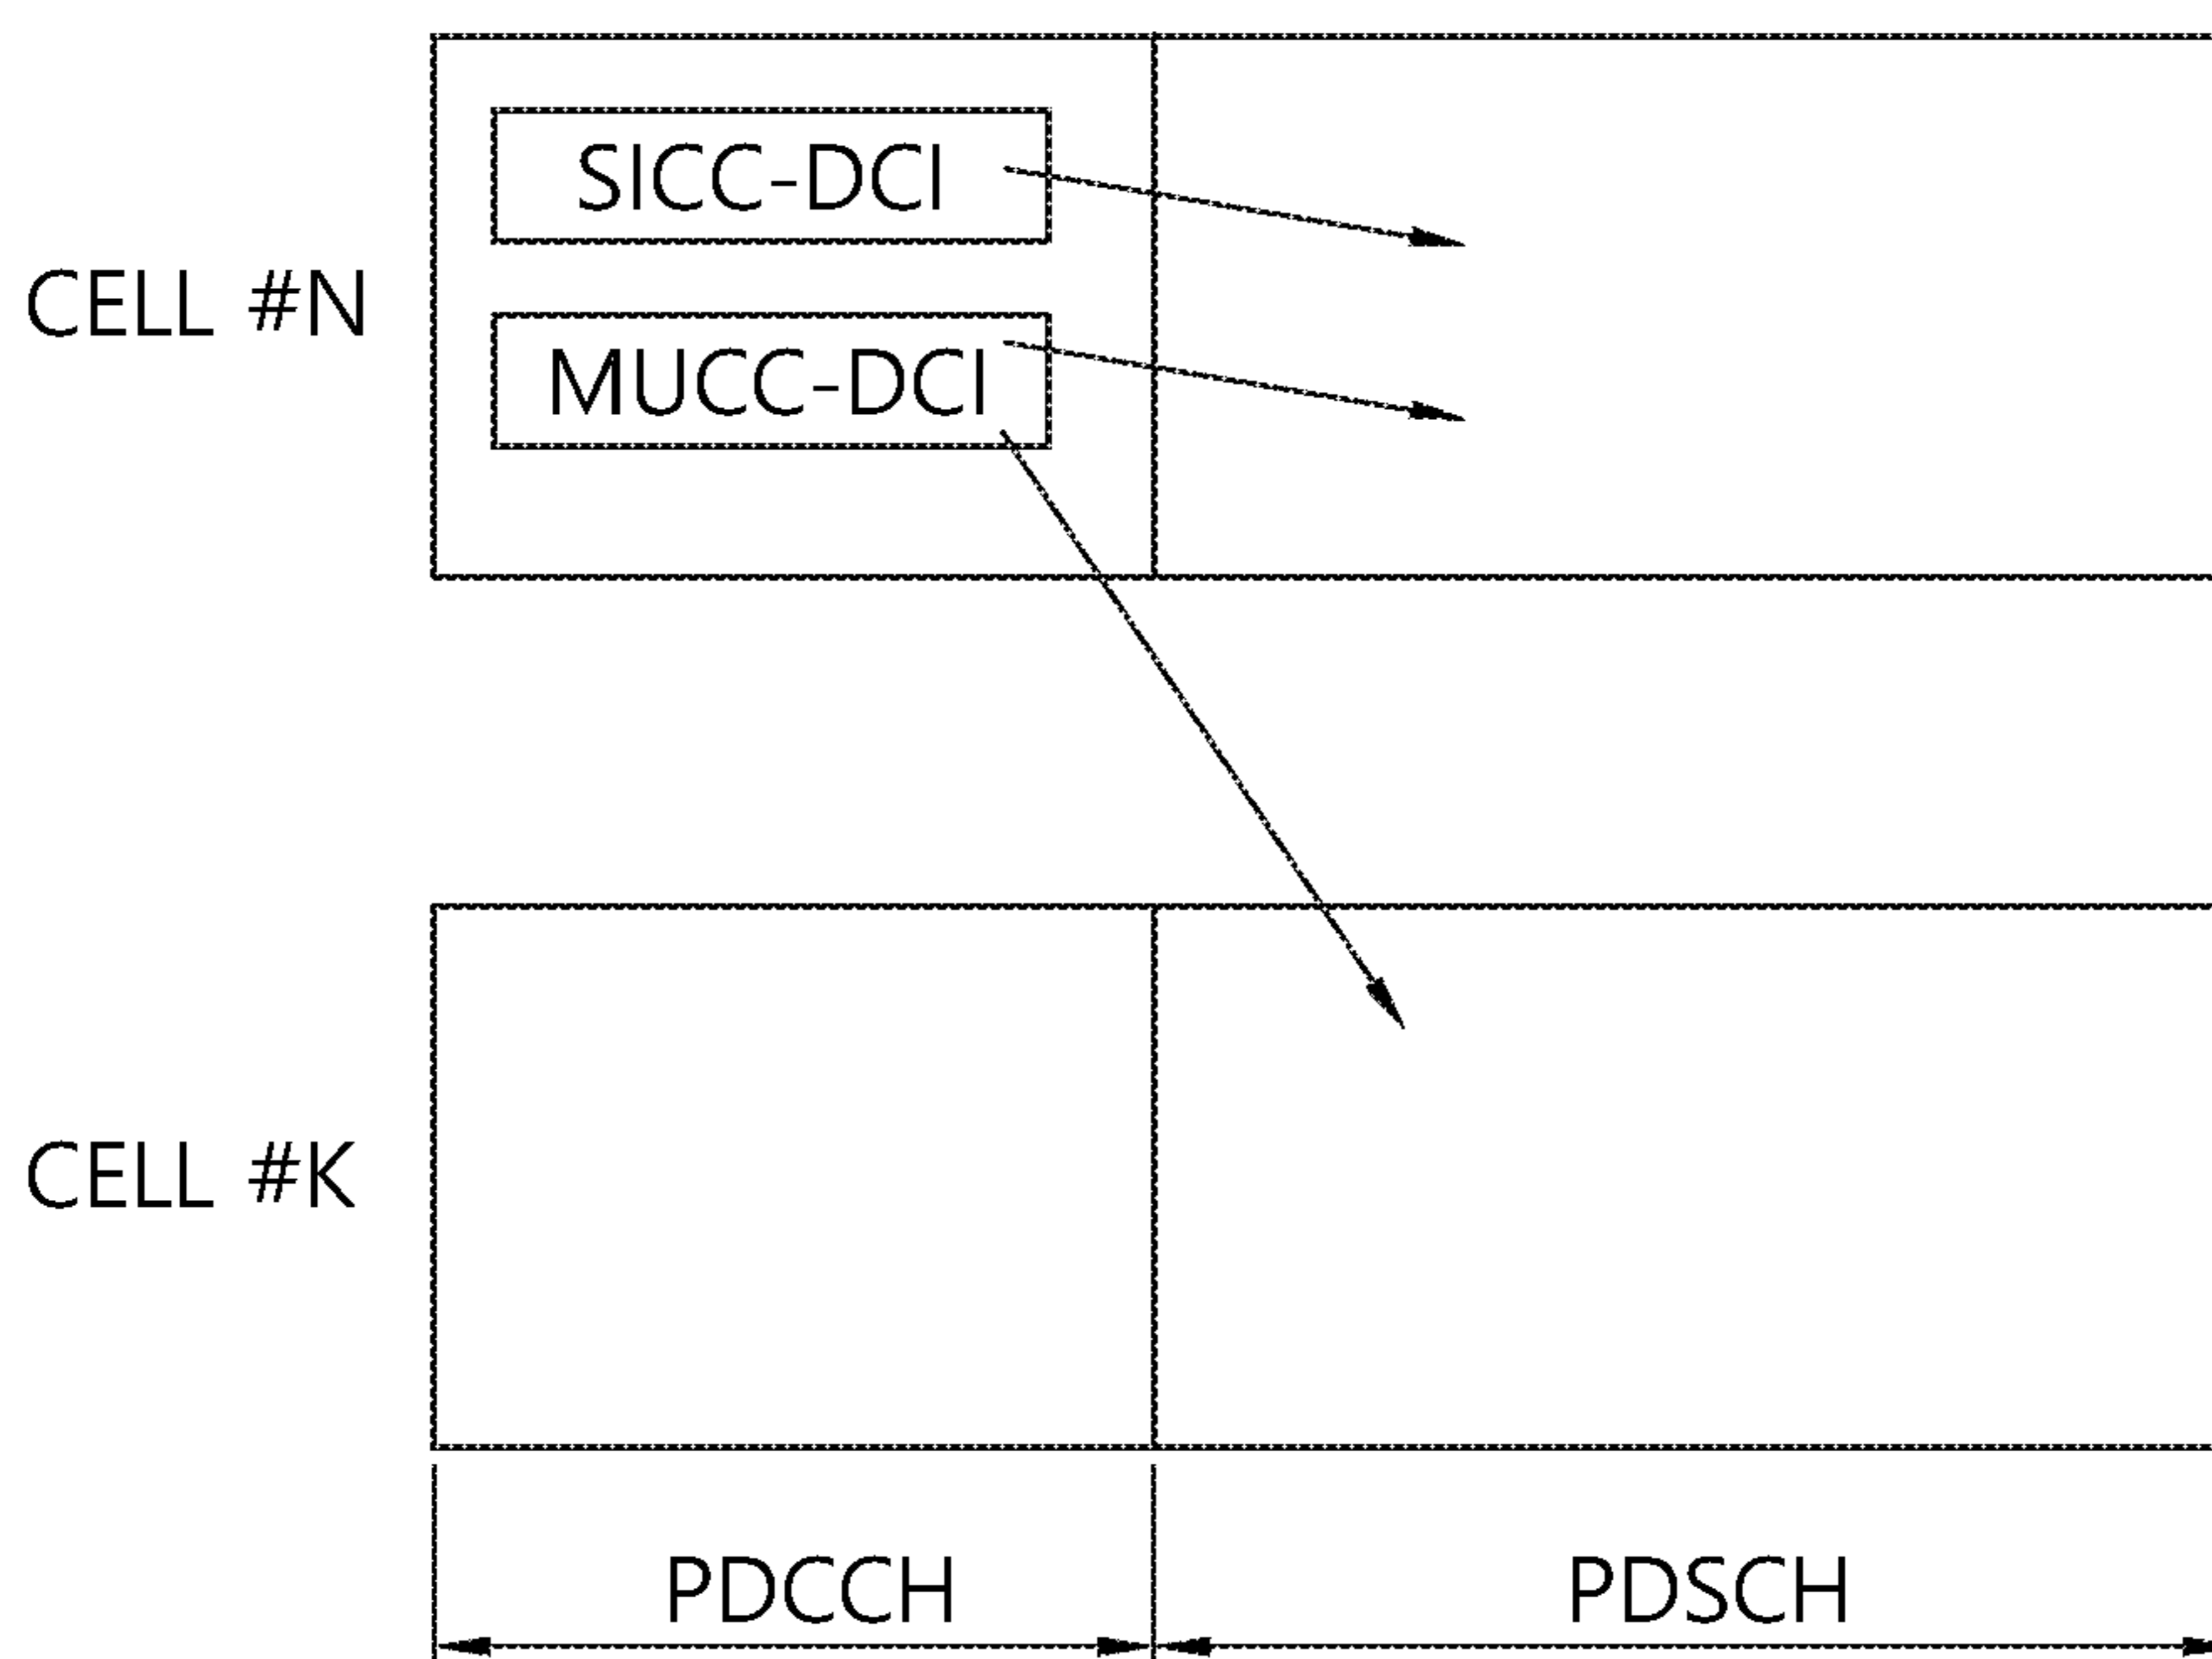 SICC-DCI
CELL #N
MUCC-DCI
CELL #K
PDCCH
PDSCH